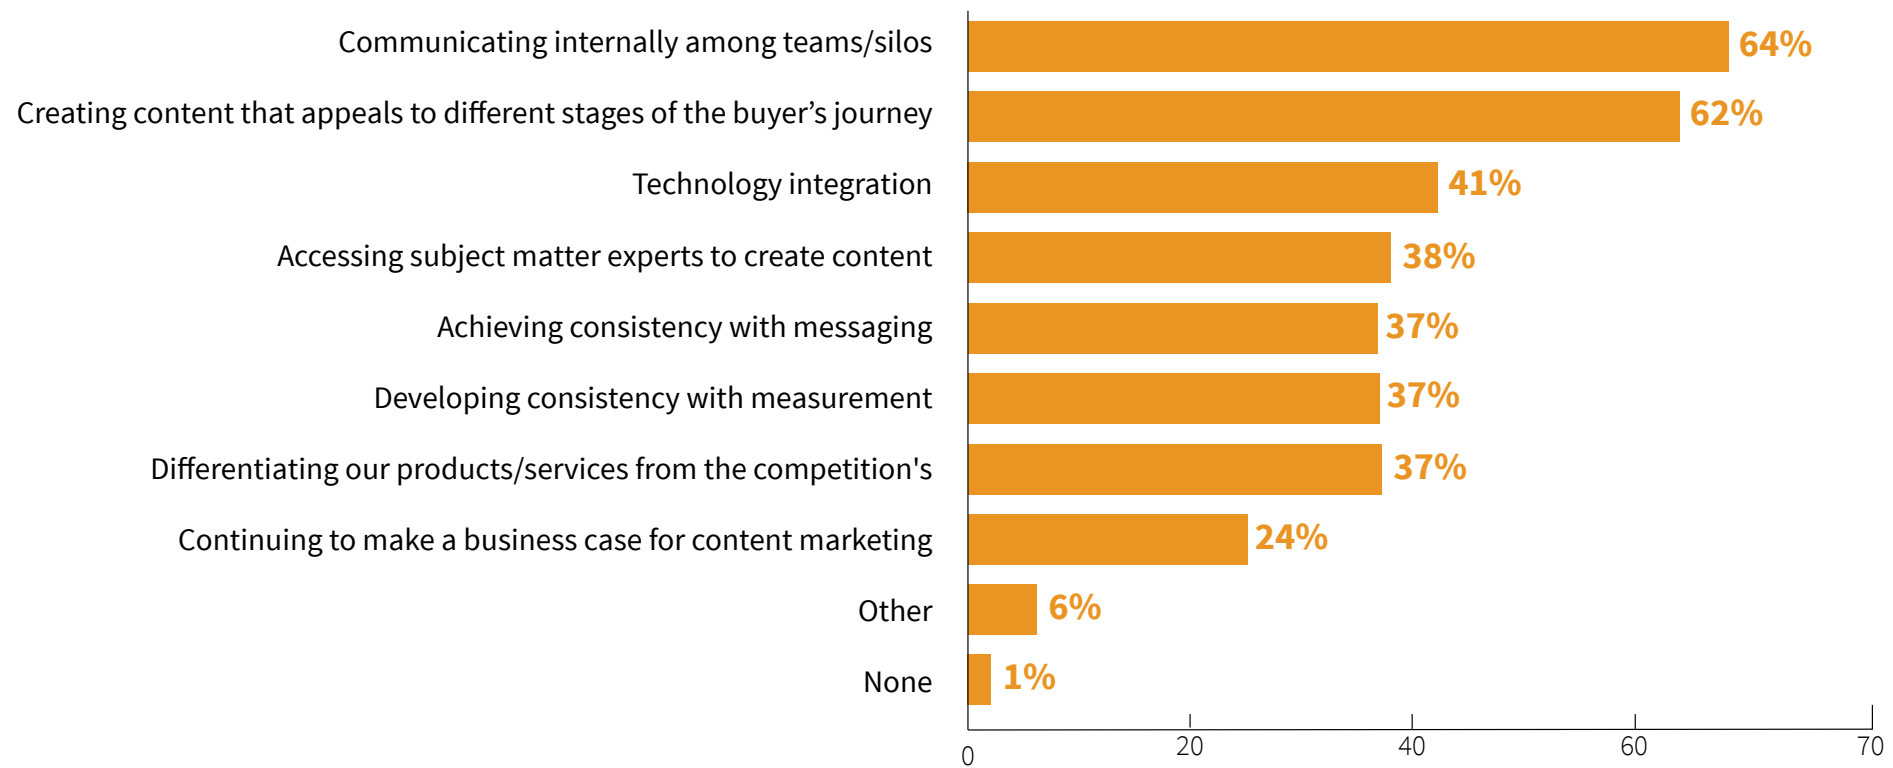 Communicating internally among teams/silos 64%
Creating content that appeals to different stages of the buyer’s journey 62%
Technology integration 41%
Accessing subject matter experts to create content 38%
Achieving consistency with messaging 37%
Developing consistency with measurement 37%
Differentiating our products/services from the competition's 37%
Continuing to make a business case for content marketing 24%
Other 6%
None 1%
0 20 40 60 70